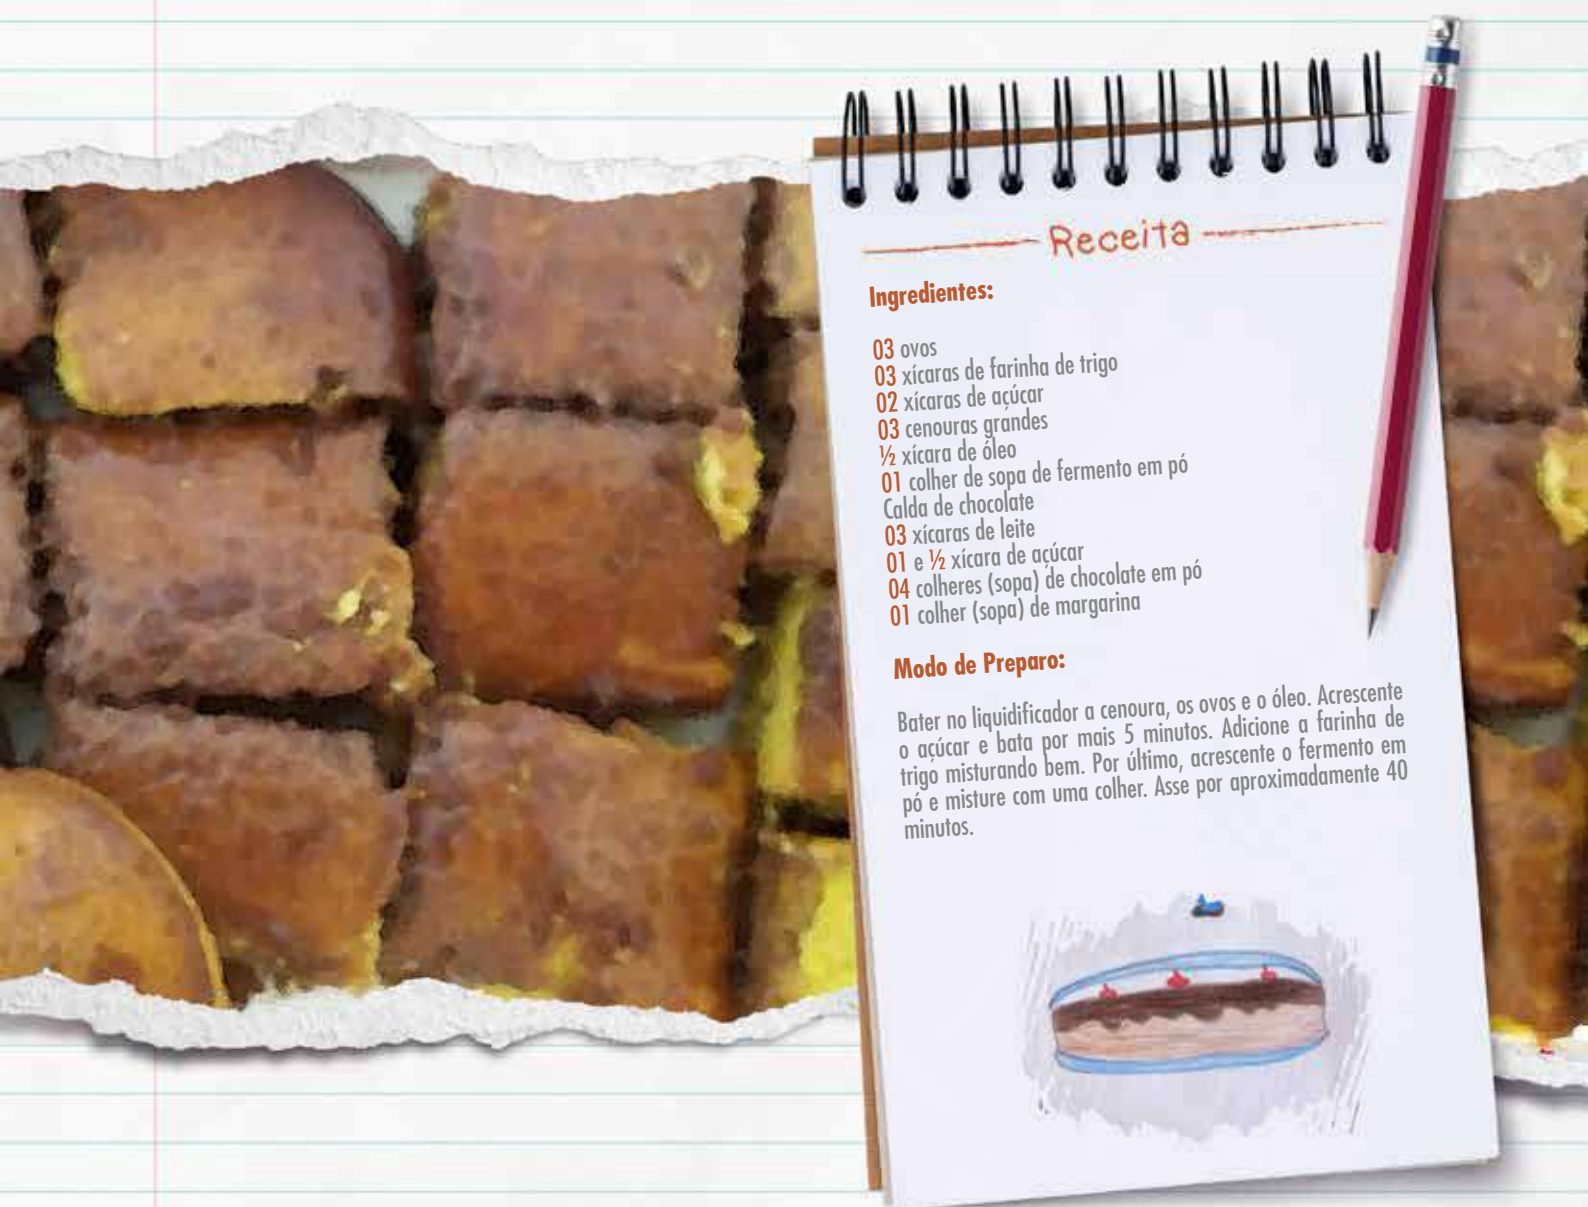 Receita
Ingredientes:
03 ovos
03 xícaras de farinha de trigo
02 xícaras de açúcar
03 cenouras grandes
½ xícara de óleo
01 colher de sopa de fermento em pó
Calda de chocolate
03 xícaras de leite
01 e ½ xícara de açúcar
04 colheres (sopa) de chocolate em pó
01 colher (sopa) de margarina
Modo de Preparo:
Bater no liquidificador a cenoura, os ovos e o óleo. Acrescente
o açúcar e bata por mais 5 minutos. Adicione a farinha de
trigo misturando bem. Por último, acrescente o fermento em
pó e misture com uma colher. Asse por aproximadamente 40
minutos.